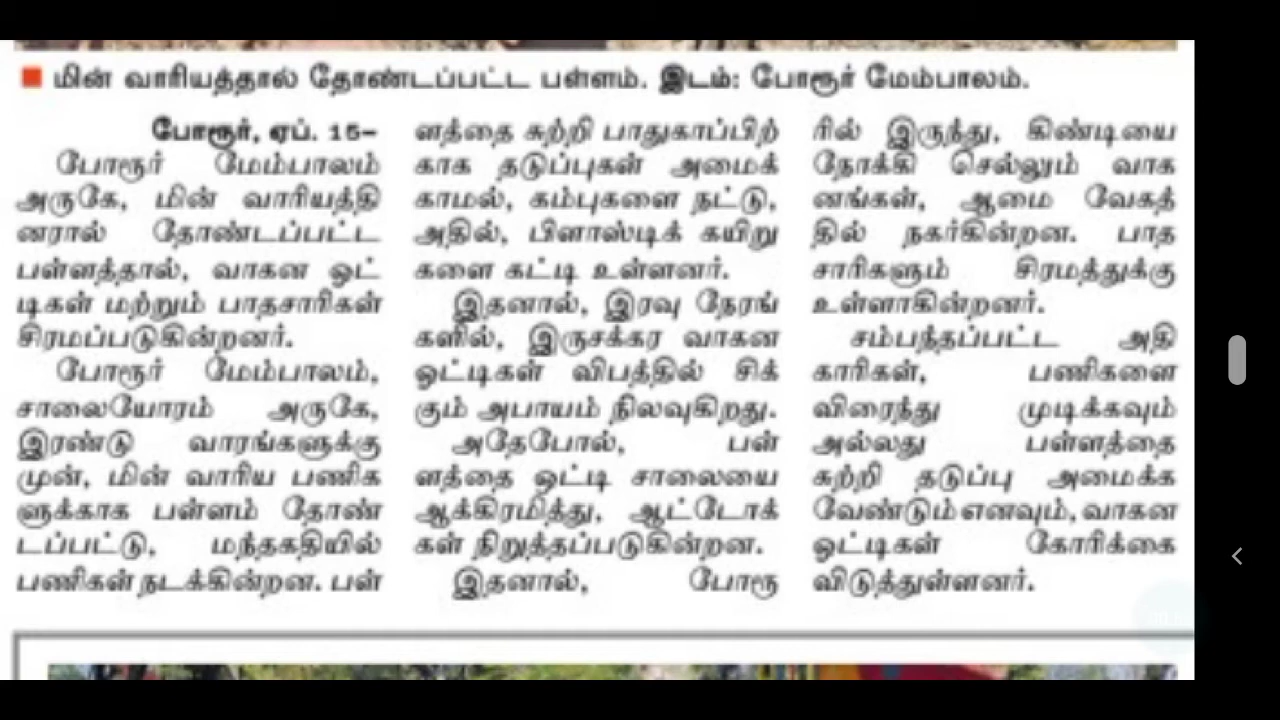 மின் வாரியத்தால் தோண்டப்பட்ட பள்ளம். இடம்: போரூர் மேம்பாலம்.
போரூர், ஏப். 15–
போரூர் மேம்பாலம்
அருகே, மின் வாரியத்தி
னரால் தோண்டப்பட்ட
பள்ளத்தால், வாகன ஓட்
டிகள் மற்றும் பாதசாரிகள்
சிரமப்படுகின்றனர்.
போரூர் மேம்பாலம்,
சாலையோரம் அருகே,
இரண்டு வாரங்களுக்கு
முன், மின் வாரிய பணிக
ளுக்காக பள்ளம் தோண்
டப்பட்டு, மந்தகதியில்
பணிகள் நடக்கின்றன. பள்
ளத்தை சுற்றி பாதுகாப்பிற்
காக தடுப்புகள் அமைக்
காமல், கம்புகளை நட்டு,
அதில், பிளாஸ்டிக் கயிறு
களை கட்டி உள்ளனர்.
இதனால், இரவு நேரங்
களில், இருசக்கர வாகன
ஓட்டிகள் விபத்தில் சிக்
கும் அபாயம் நிலவுகிறது.
அதேபோல், பள்
ளத்தை ஒட்டி சாலையை
ஆக்கிரமித்து, ஆட்டோக்
கள் நிறுத்தப்படுகின்றன.
இதனால், போரூ
ரில் இருந்து, கிண்டியை
நோக்கி செல்லும் வாக
னங்கள், ஆமை வேகத்
தில் நகர்கின்றன. பாத
சாரிகளும் சிரமத்துக்கு
உள்ளாகின்றனர்.
சம்பந்தப்பட்ட அதி
காரிகள், பணிகளை
விரைந்து முடிக்கவும்
அல்லது பள்ளத்தை
சுற்றி தடுப்பு அமைக்க
வேண்டும் எனவும், வாகன
ஓட்டிகள் கோரிக்கை
விடுத்துள்ளனர்.